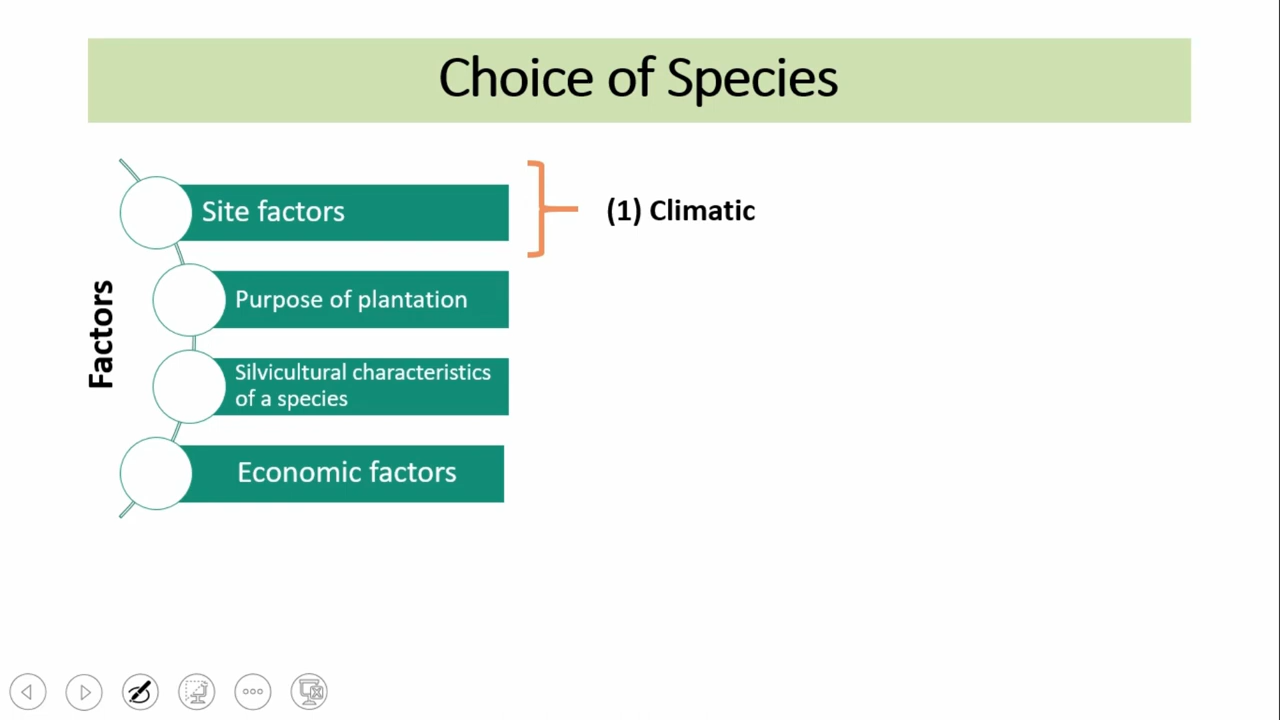 Choice of Species
Factors
Site factors
(1) Climatic
Purpose of plantation
Silvicultural characteristics
of a species
Economic factors